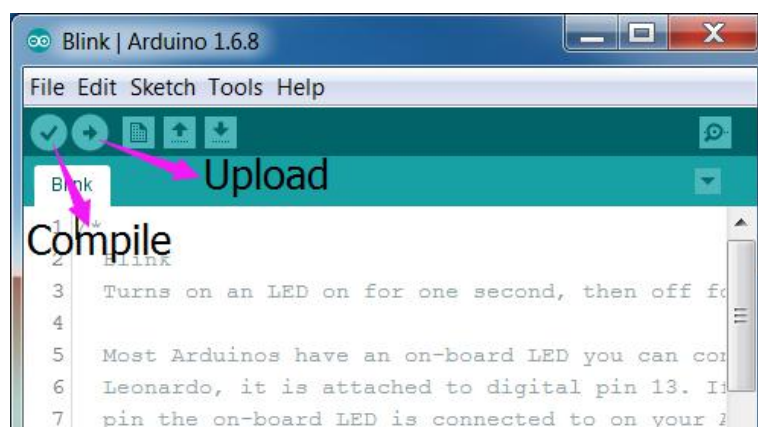 Blink | Arduino 1.6.8
File Edit Sketch Tools Help
Upload
Blink
Compile
1 /*
2 Blink
3 Turns on an LED on for one second, then off
4
5 Most Arduinos have an on-board LED you can
6 Leonardo, it is attached to digital pin 13.
7 pin the on-board LED is connected to on your